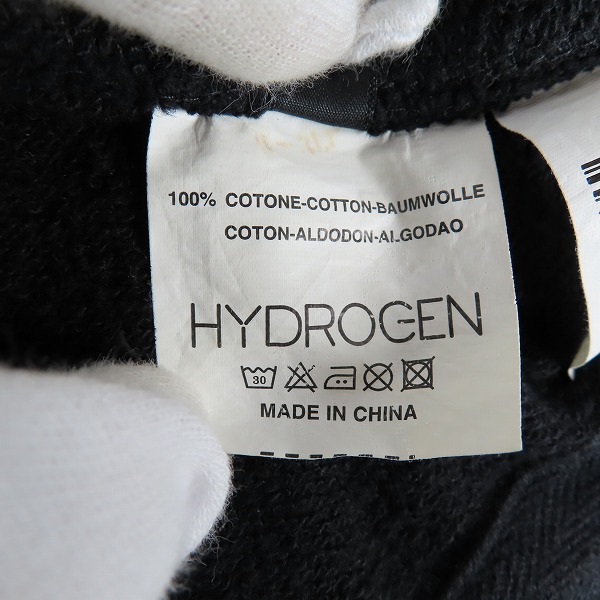 100% COTONE-COTTON-BAUMWOLLE
COTON-ALDODON-ALGODAO
HYDROGEN
30
MADE IN CHINA